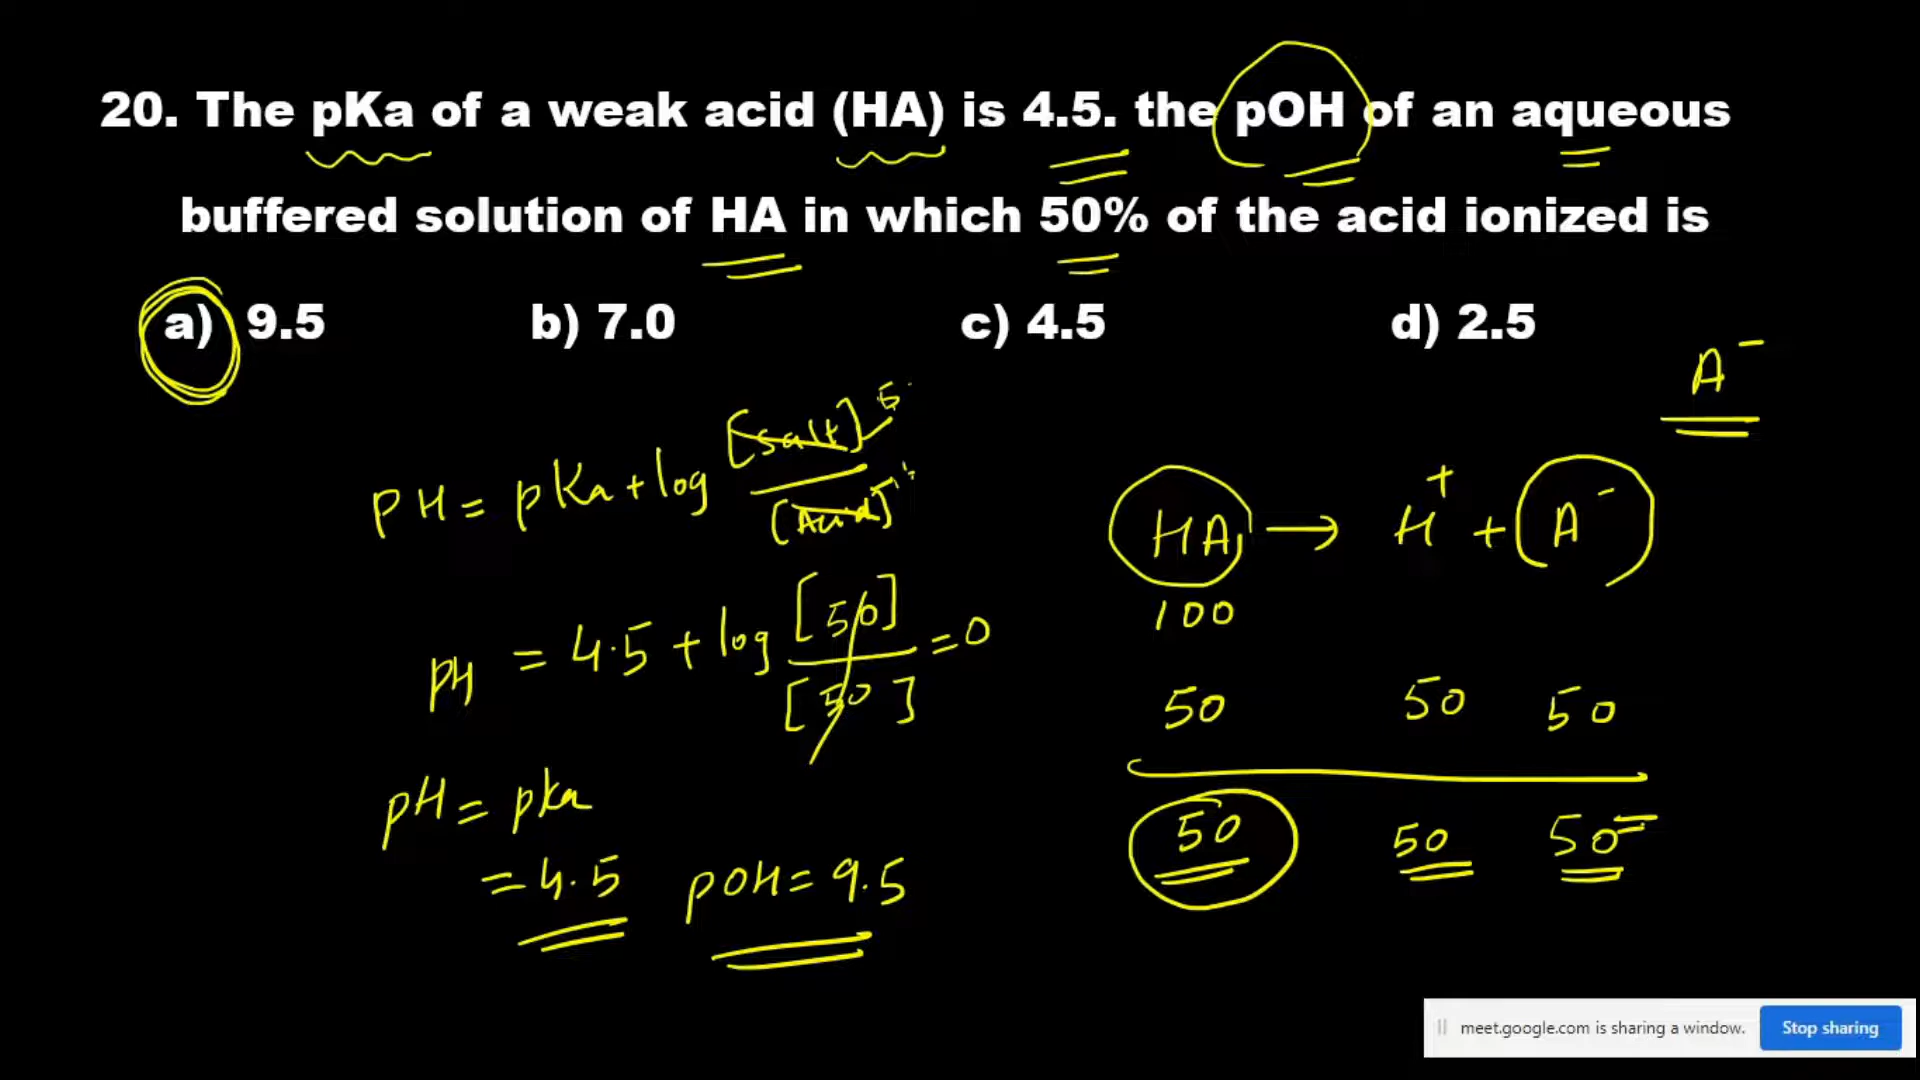 20. The pKa of a weak acid (HA) is 4.5. the pOH of an aqueous
buffered solution of HA in which 50% of the acid ionized is
a) 9.5 b) 7.0 c) 4.5 d) 2.5
A⁻
PH = pKa + log [salt] / [Acid]
HA → H⁺ + A⁻
100
pH = 4.5 + log [50] / [50] = 0
50 50 50
pH = pka
50 50 50
= 4.5 pOH = 9.5
meet.google.com is sharing a window. Stop sharing